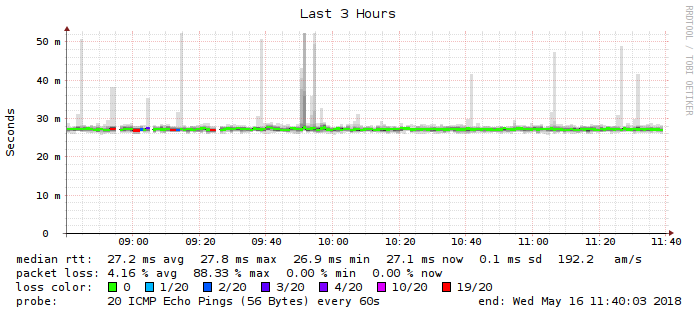 Last 3 Hours
RRDTOOL / TOBI OETIKER
Seconds
50 m
40 m
30 m
20 m
10 m
0
09:00 09:20 09:40 10:00 10:20 10:40 11:00 11:20 11:40
median rtt: 27.2 ms avg 27.8 ms max 26.9 ms min 27.1 ms now 0.1 ms sd 192.2 am/s
packet loss: 4.16 % avg 88.33 % max 0.00 % min 0.00 % now
loss color: 0 1/20 2/20 3/20 4/20 10/20 19/20
probe: 20 ICMP Echo Pings (56 Bytes) every 60s end: Wed May 16 11:40:03 2018